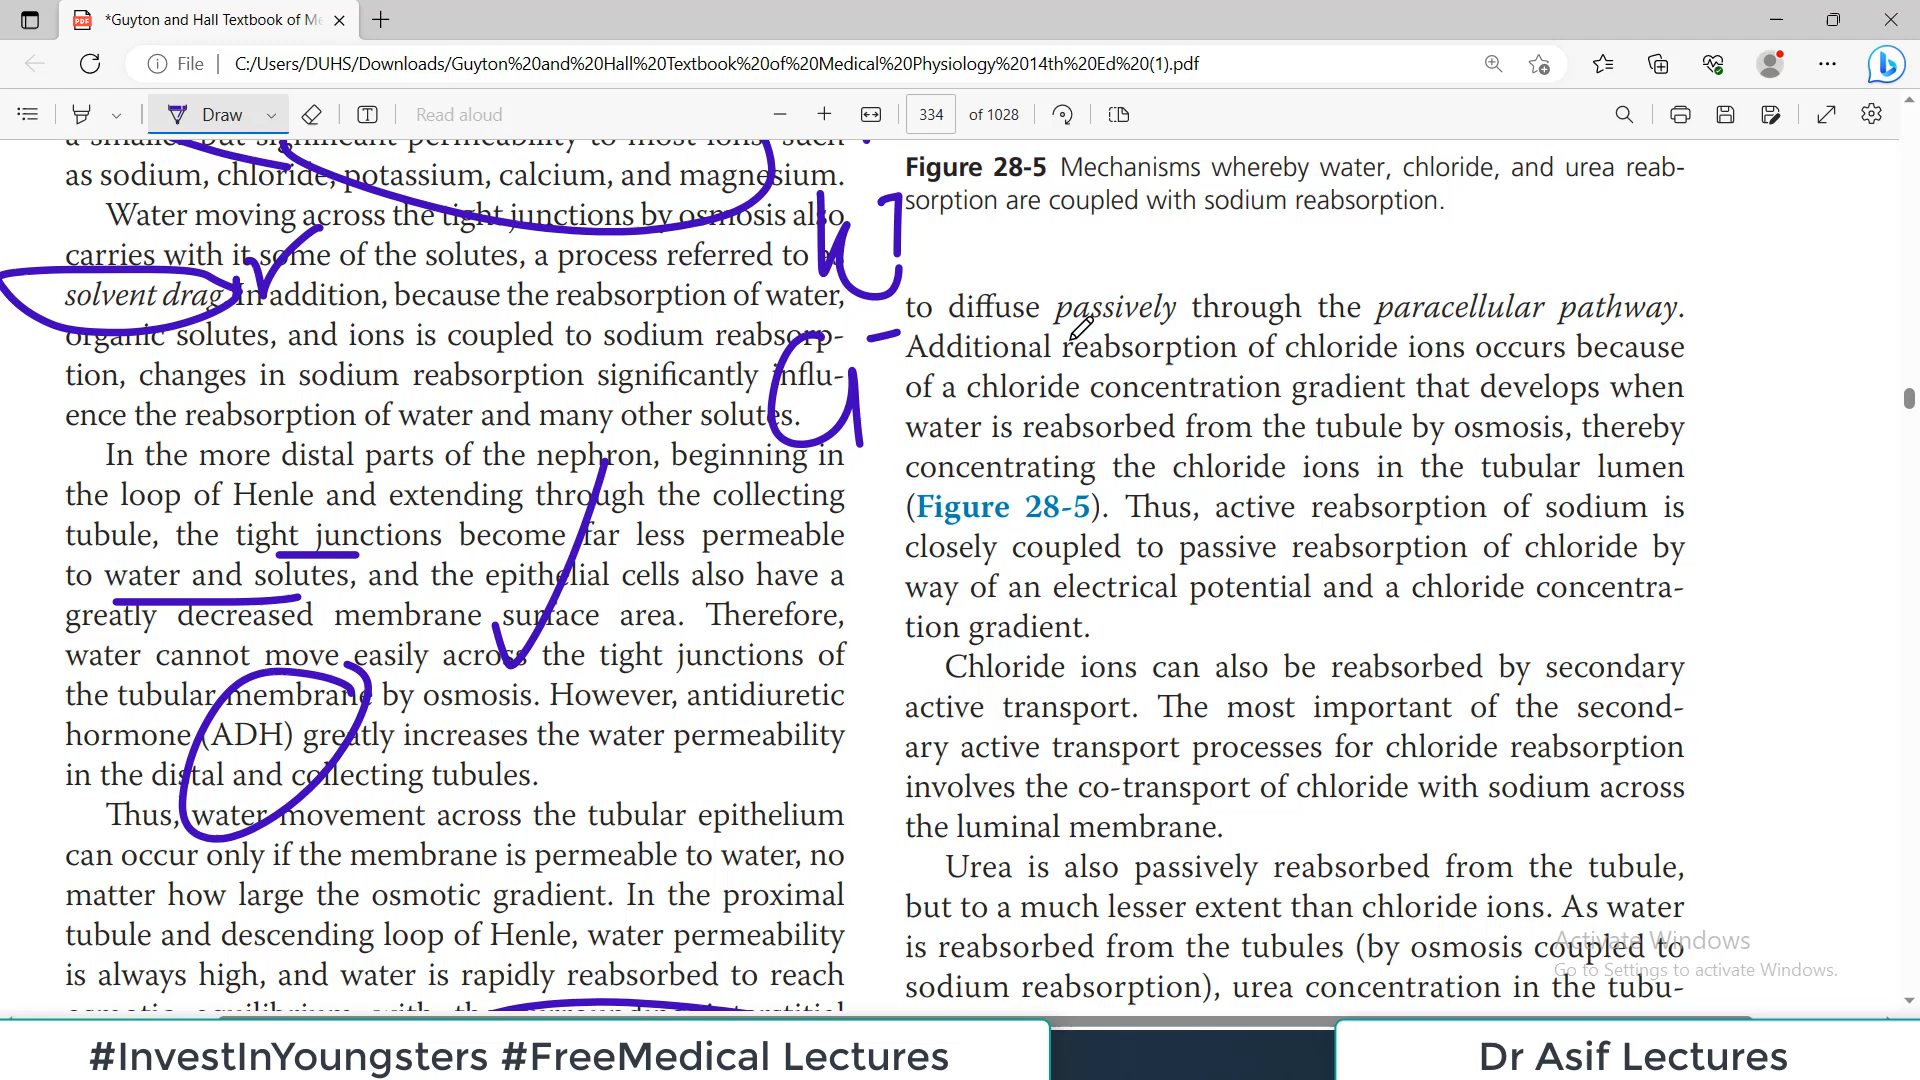 *Guyton and Hall Textbook of Me
File
C:/Users/DUHS/Downloads/Guyton%20and%20Hall%20Textbook%20of%20Medical%20Physiology%2014th%20Ed%20(1).pdf
Draw
Read aloud
334 of 1028
a smaller but significant permeability to most ions, such
as sodium, chloride, potassium, calcium, and magnesium.
Water moving across the tight junctions by osmosis also
carries with it some of the solutes, a process referred to as
solvent drag. In addition, because the reabsorption of water,
organic solutes, and ions is coupled to sodium reabsorp-
tion, changes in sodium reabsorption significantly influ-
ence the reabsorption of water and many other solutes.
In the more distal parts of the nephron, beginning in
the loop of Henle and extending through the collecting
tubule, the tight junctions become far less permeable
to water and solutes, and the epithelial cells also have a
greatly decreased membrane surface area. Therefore,
water cannot move easily across the tight junctions of
the tubular membrane by osmosis. However, antidiuretic
hormone (ADH) greatly increases the water permeability
in the distal and collecting tubules.
Thus, water movement across the tubular epithelium
can occur only if the membrane is permeable to water, no
matter how large the osmotic gradient. In the proximal
tubule and descending loop of Henle, water permeability
is always high, and water is rapidly reabsorbed to reach
osmotic equilibrium with the surrounding interstitial
Figure 28-5 Mechanisms whereby water, chloride, and urea reab-
sorption are coupled with sodium reabsorption.
to diffuse passively through the paracellular pathway.
Additional reabsorption of chloride ions occurs because
of a chloride concentration gradient that develops when
water is reabsorbed from the tubule by osmosis, thereby
concentrating the chloride ions in the tubular lumen
(Figure 28-5). Thus, active reabsorption of sodium is
closely coupled to passive reabsorption of chloride by
way of an electrical potential and a chloride concentra-
tion gradient.
Chloride ions can also be reabsorbed by secondary
active transport. The most important of the second-
ary active transport processes for chloride reabsorption
involves the co-transport of chloride with sodium across
the luminal membrane.
Urea is also passively reabsorbed from the tubule,
but to a much lesser extent than chloride ions. As water
is reabsorbed from the tubules (by osmosis coupled to
sodium reabsorption), urea concentration in the tubu-
Activate Windows
Go to Settings to activate Windows.
#InvestInYoungsters #FreeMedical Lectures
Dr Asif Lectures